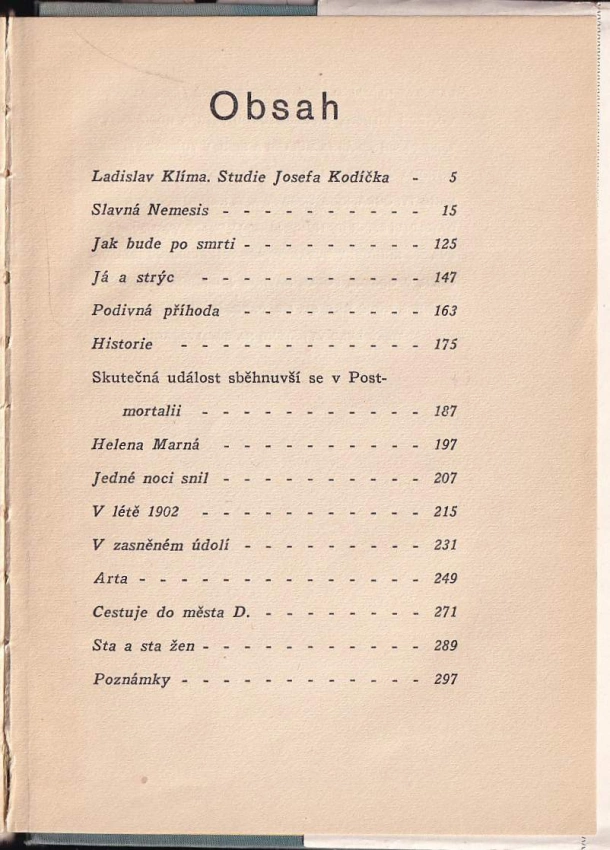 Obsah
Ladislav Klíma. Studie Josefa Kodíčka - 5
Slavná Nemesis - - - - - - - - - - 15
Jak bude po smrti - - - - - - - - - 125
Já a strýc - - - - - - - - - - - 147
Podivná příhoda - - - - - - - - - 163
Historie - - - - - - - - - - - - 175
Skutečná událost sběhnuvší se v Post-
mortalii - - - - - - - - - - - 187
Helena Marná - - - - - - - - - - 197
Jedné noci snil - - - - - - - - - - 207
V létě 1902 - - - - - - - - - - - 215
V zasněném údolí - - - - - - - - - 231
Arta - - - - - - - - - - - - - - 249
Cestuje do města D. - - - - - - - - 271
Sta a sta žen - - - - - - - - - - - 289
Poznámky - - - - - - - - - - - - 297